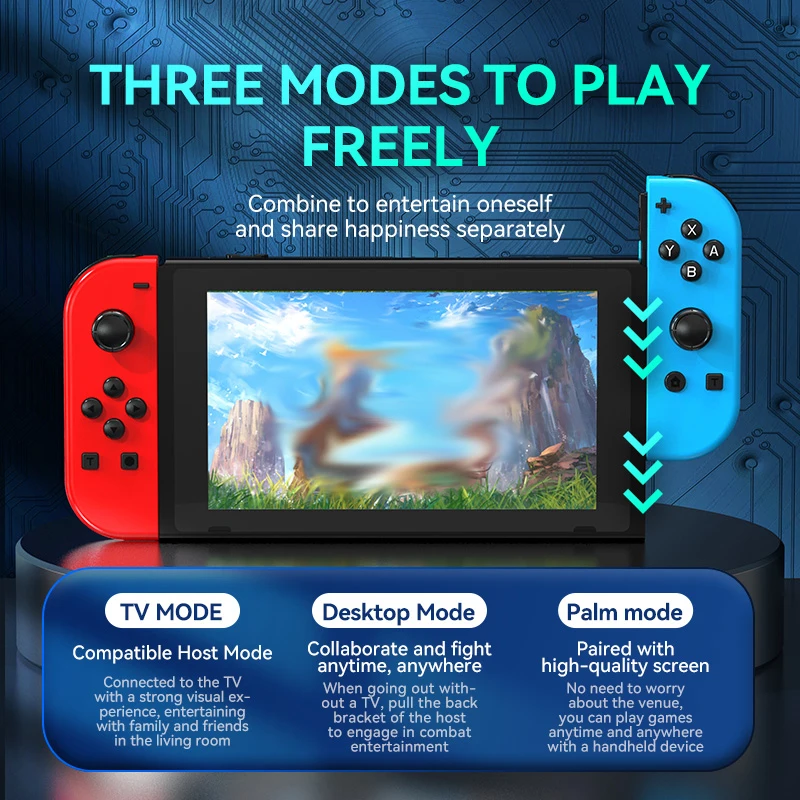 THREE MODES TO PLAY
FREELY
Combine to entertain oneself
and share happiness separately
X
Y
A
B
T
T
TV MODE
Compatible Host Mode
Connected to the TV
with a strong visual ex-
perience, entertaining
with family and friends
in the living room
Desktop Mode
Collaborate and fight
anytime, anywhere
When going out with-
out a TV, pull the back
bracket of the host
to engage in combat
entertainment
Palm mode
Paired with
high-quality screen
No need to worry
about the venue,
you can play games
anytime and anywhere
with a handheld device